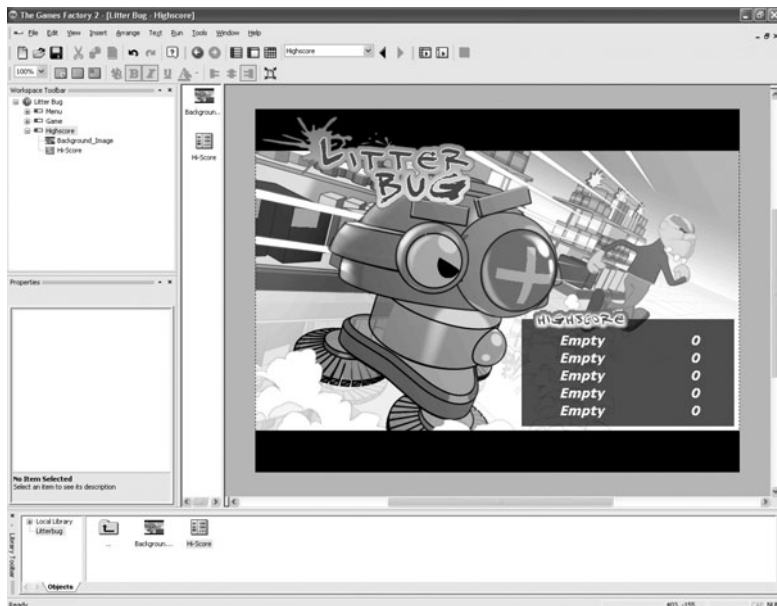 The Games Factory 2 - [Litter Bug - Highscore]
File Edit View Insert Arrange Text Run Tools Window Help
Highscore
100%
B I U A
Workspace Toolbar
Litter Bug
Menu
Game
Highscore
Background_Image
Hi-Score
Backgroun...
Hi-Score
LITTER
BUG
HIGHSCORE
Empty 0
Empty 0
Empty 0
Empty 0
Empty 0
Properties
No Item Selected
Select an item to see its description
Library Toolbar
Local Library
Litterbug
...
Backgroun...
Hi-Score
Objects
Ready
403, -155